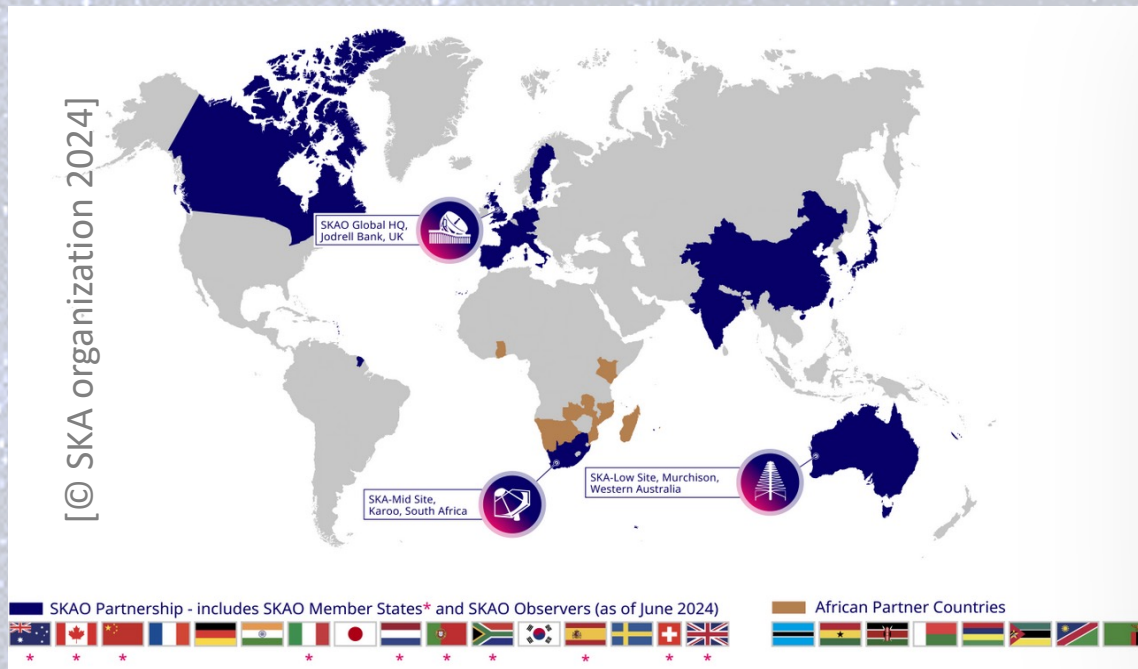 [© SKA organization 2024]
SKAO Global HQ,
Jodrell Bank, UK
SKA-Mid Site,
Karoo, South Africa
SKA-Low Site, Murchison,
Western Australia
SKAO Partnership - includes SKAO Member States* and SKAO Observers (as of June 2024)
African Partner Countries
* * * * * * * * * *